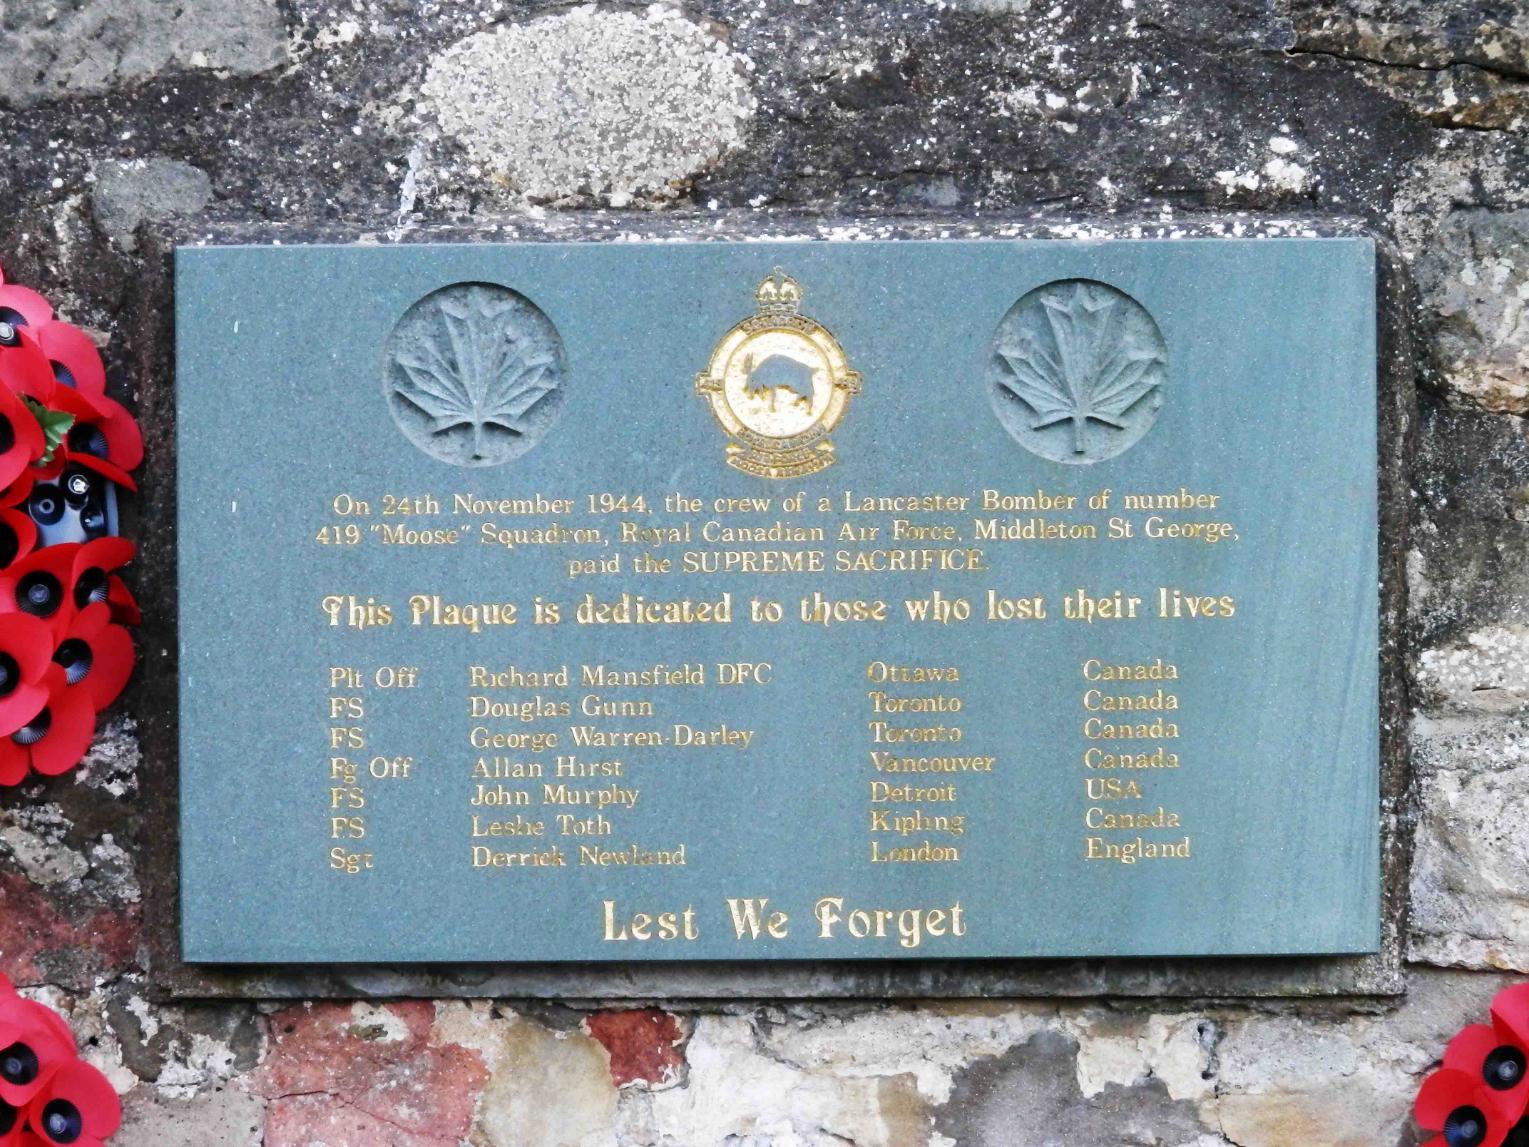 On 24th November 1944, the crew of a Lancaster Bomber of number
419 "Moose" Squadron, Royal Canadian Air Force, Middleton St George,
paid the SUPREME SACRIFICE.
This Plaque is dedicated to those who lost their lives
Plt Off Richard Mansfield DFC Ottawa Canada
FS Douglas Gunn Toronto Canada
FS George Warren-Darley Toronto Canada
Fg Off Allan Hirst Vancouver Canada
FS John Murphy Detroit USA
FS Leslie Toth Kipling Canada
Sgt Derrick Newland London England
Lest We Forget